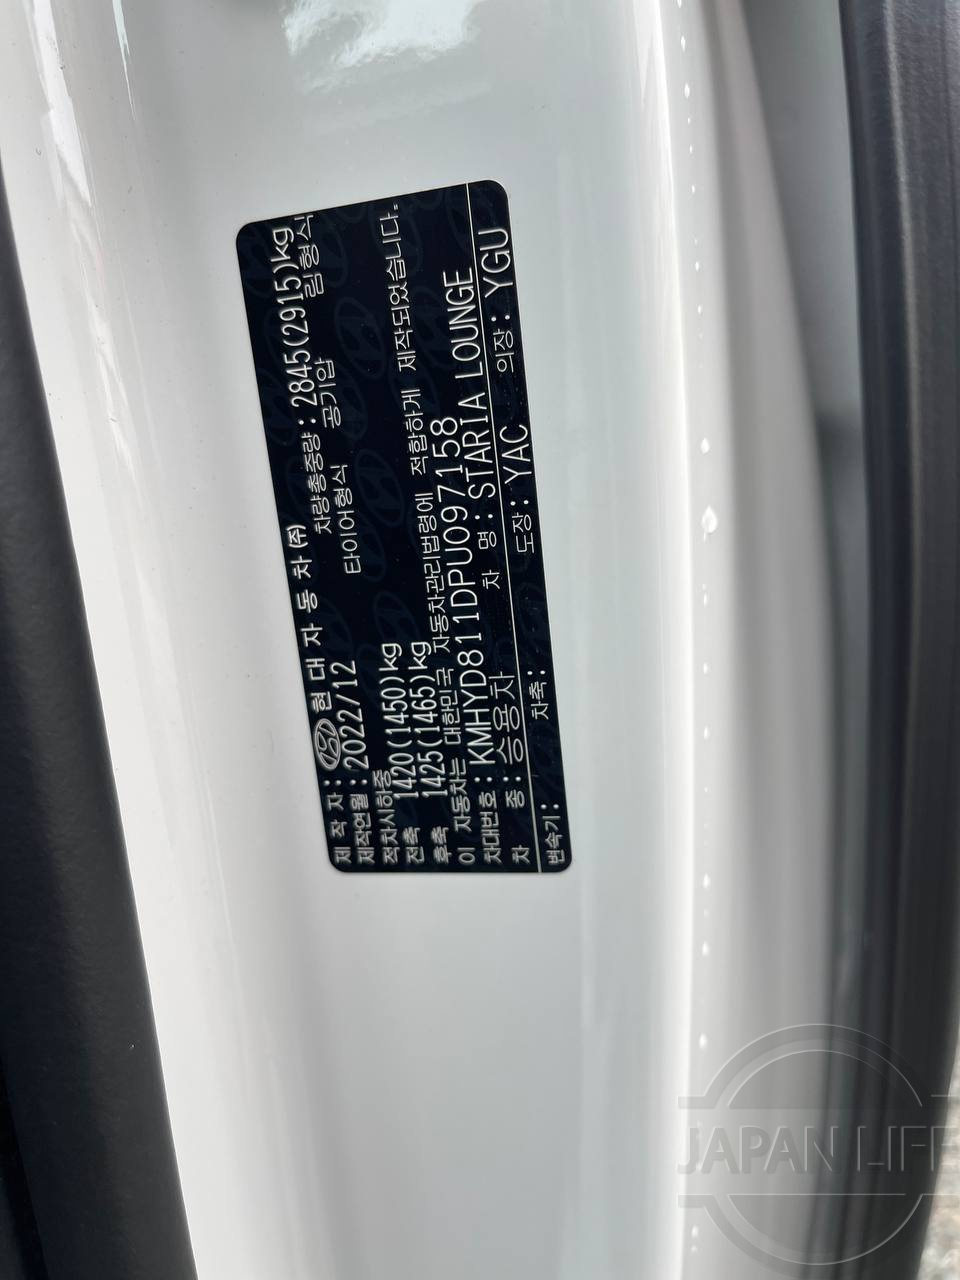 제 작 자 : 현 대 자 동 차 (주)
제작연월 : 2022/12 차량총중량 : 2845(2915)kg
적차시하중 타이어형식 공기압 림형식
전축 1420(1450)kg
후축 1425(1465)kg
이 자동차는 대한민국 자동차관리법령에 적합하게 제작되었습니다.
차대번호 : KMHYD811DPU097158
차 종 : 승용차 차 명 : STARIA LOUNGE
변속기 : 차축 : 도장 : YAC 의장 : YGU
JAPAN LIFE